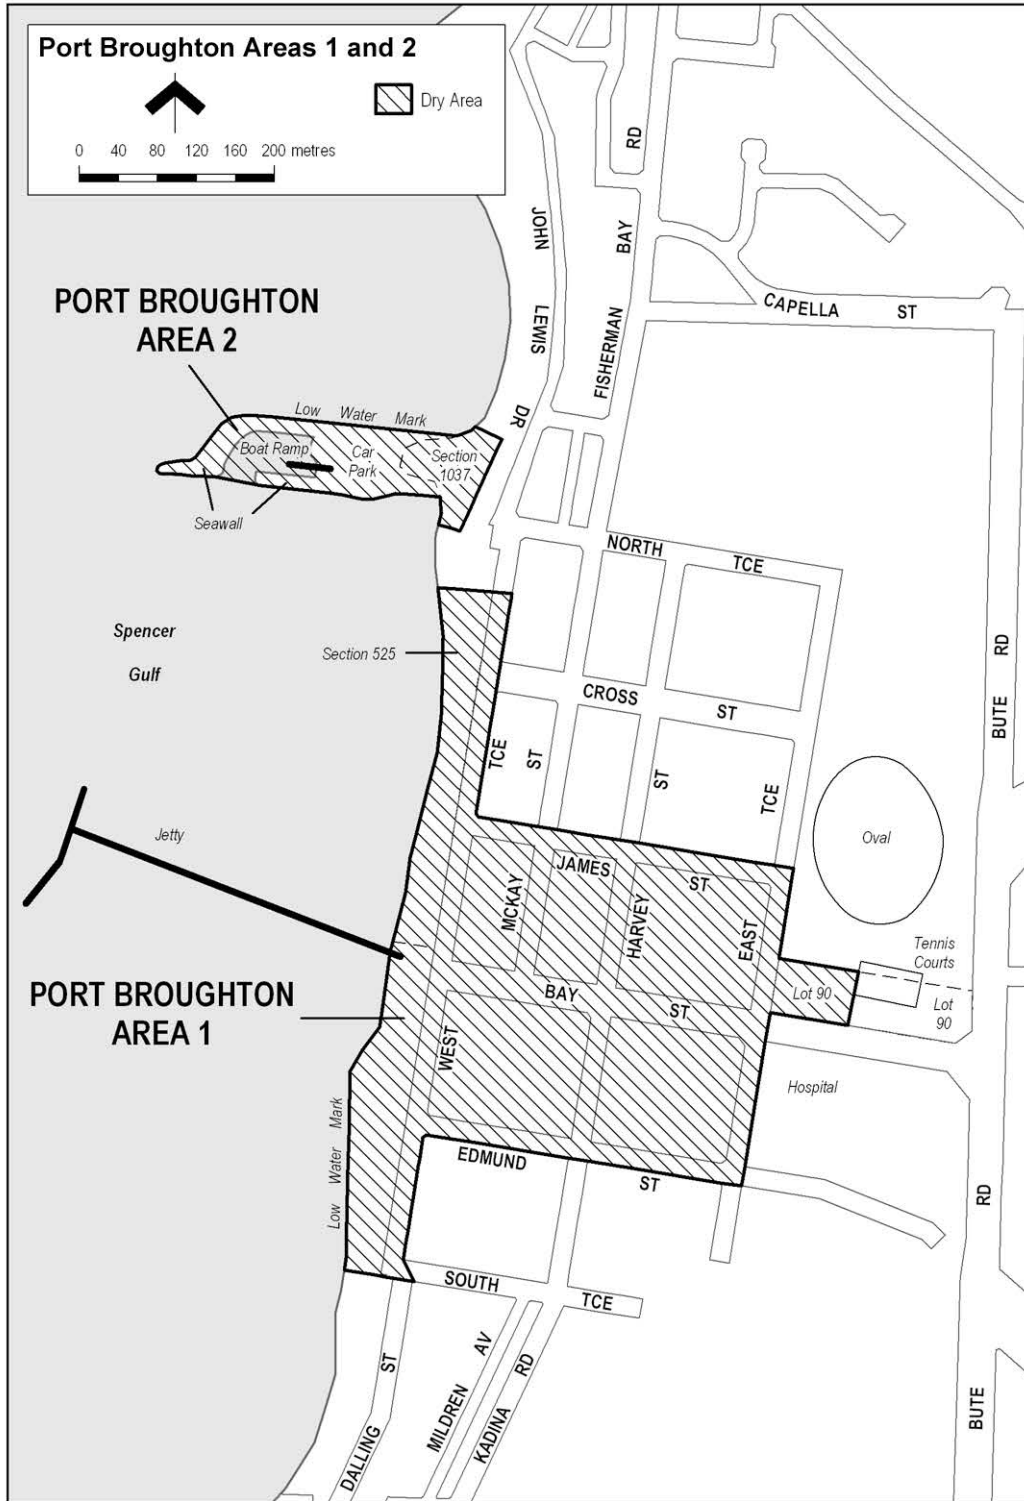 Port Broughton Areas 1 and 2
Dry Area
0 40 80 120 160 200 metres
RD
JOHN
BAY
PORT BROUGHTON
AREA 2
LEWIS
FISHERMAN
CAPELLA ST
DR
Low Water Mark
Boat Ramp
Car
Park
Section
1037
Seawall
NORTH TCE
Spencer
Gulf
Section 525
RD
BUTE
CROSS ST
TCE
ST
ST
TCE
Jetty
Oval
JAMES ST
MCKAY
HARVEY
EAST
Tennis
Courts
PORT BROUGHTON
AREA 1
BAY ST
Lot 90
Lot
90
WEST
Hospital
Low Water Mark
EDMUND ST
RD
SOUTH TCE
ST
AV
RD
MILDREN
KADINA
DALLING
BUTE